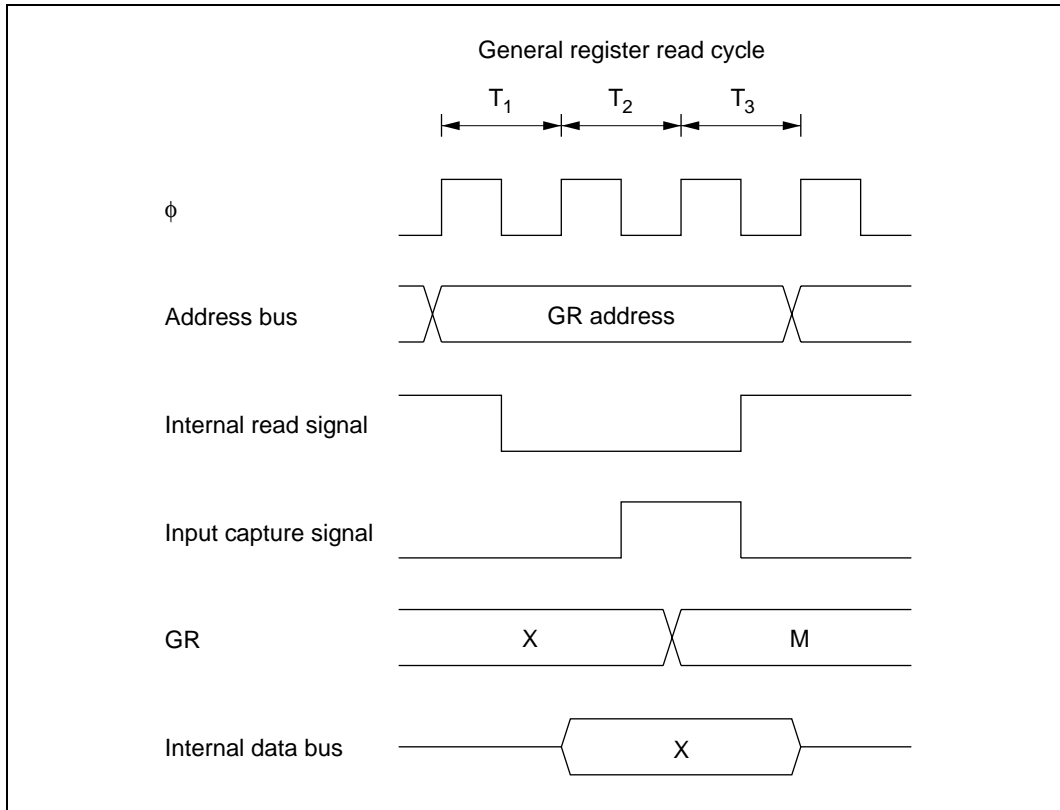 General register read cycle
T1 T2 T3
φ
Address bus GR address
Internal read signal
Input capture signal
GR X M
Internal data bus X